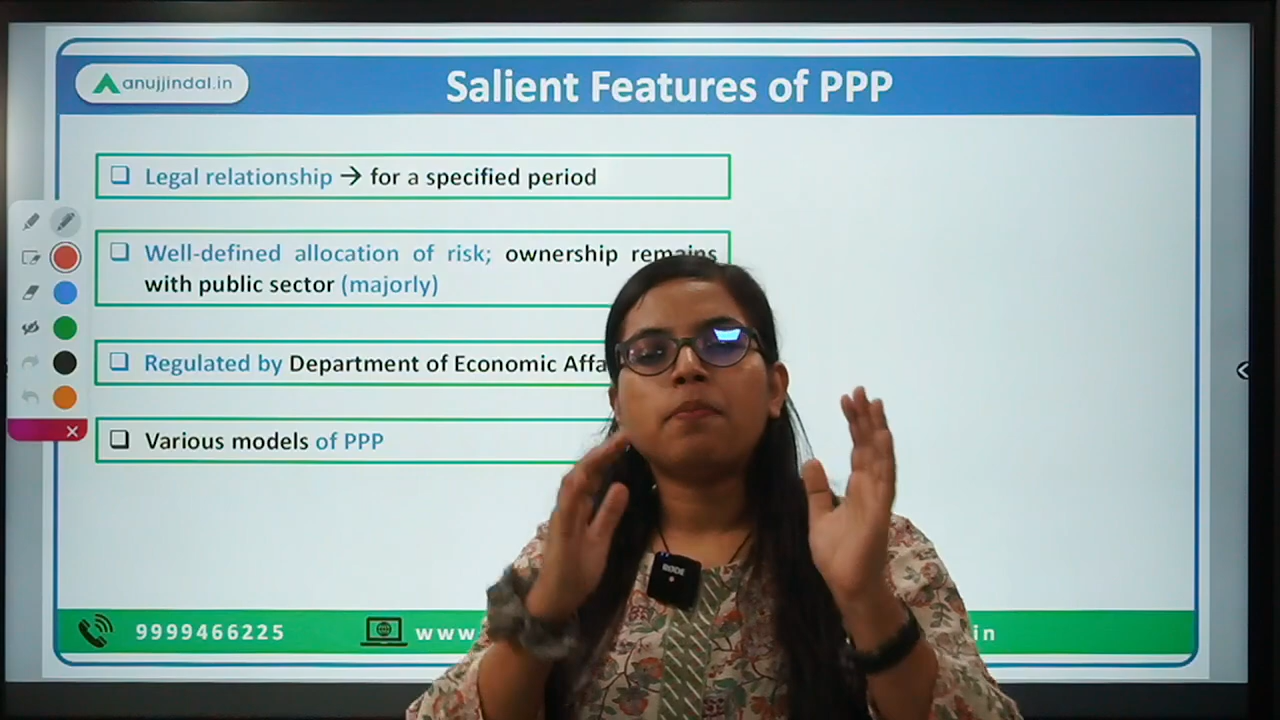 anujjindal.in
Salient Features of PPP
❑ Legal relationship → for a specified period
❑ Well-defined allocation of risk; ownership remains
with public sector (majorly)
❑ Regulated by Department of Economic Affa
❑ Various models of PPP
9999466225
www.
in
RODE